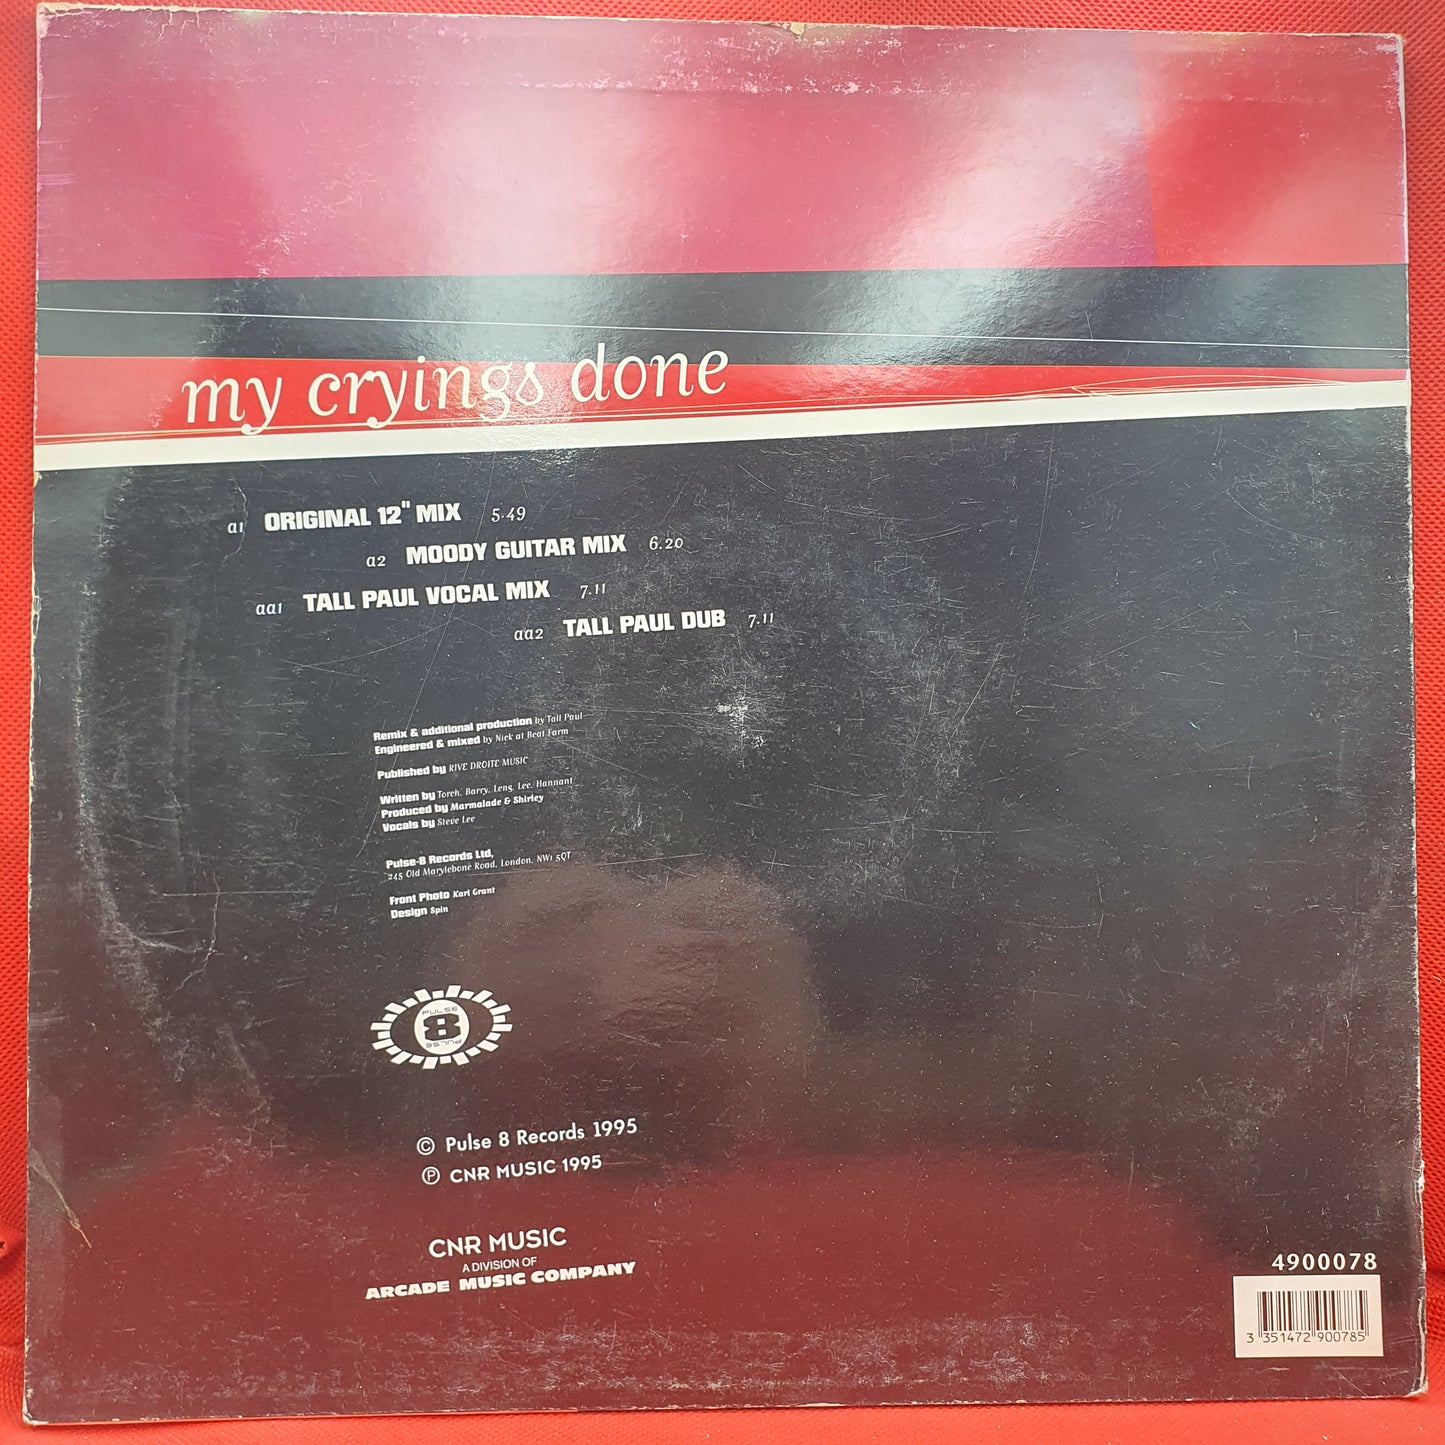 my cryings done
a1 ORIGINAL 12" MIX 5.49
a2 MOODY GUITAR MIX 6.20
aa1 TALL PAUL VOCAL MIX 7.11
aa2 TALL PAUL DUB 7.11
Remix & additional production by Tall Paul
Engineered & mixed by Nick at Beat Farm
Published by RIVE DROITE MUSIC
Written by Torch, Barry, Leng, Lee, Hannant
Produced by Marmalade & Shirley
Vocals by Steve Lee
Pulse-8 Records Ltd,
245 Old Marylebone Road, London, NW1 5QT
Front Photo Karl Grant
Design Spin
PULSE
8
PULSE
© Pulse 8 Records 1995
℗ CNR MUSIC 1995
CNR MUSIC
A DIVISION OF
ARCADE MUSIC COMPANY
4900078
3 351472 900785